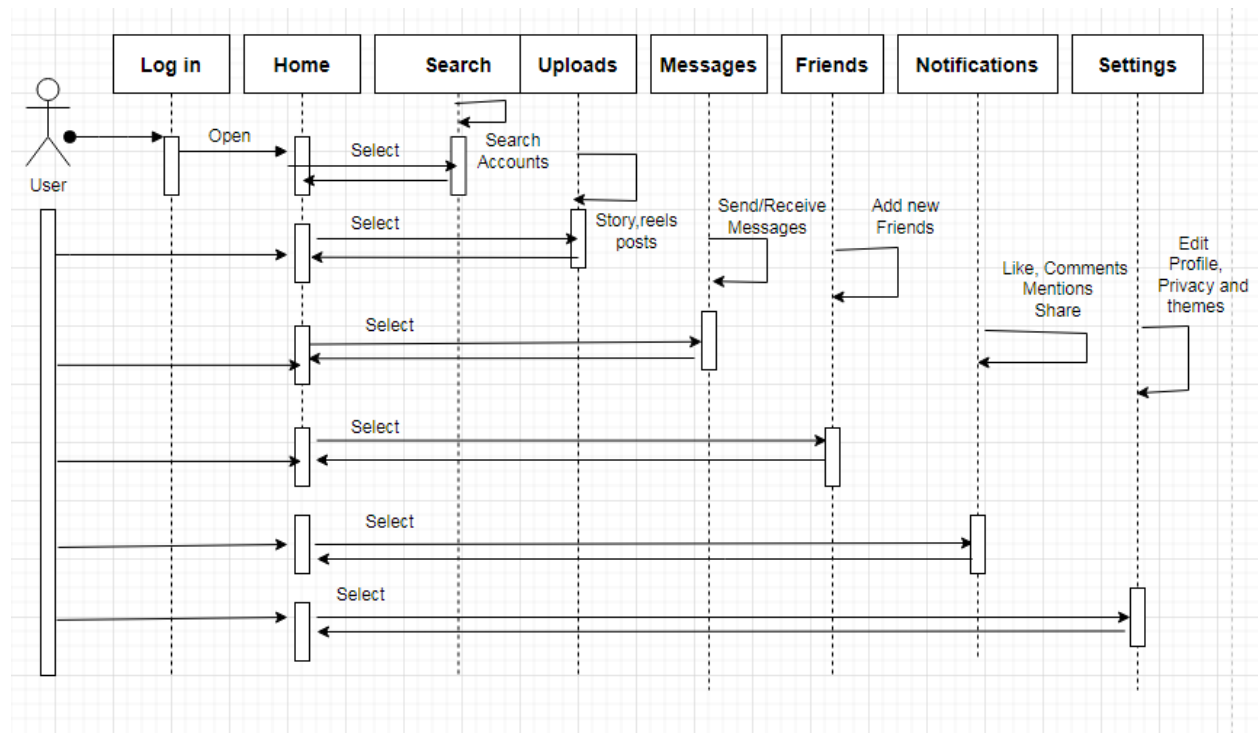 Log in
Home
Search
Uploads
Messages
Friends
Notifications
Settings
Open
Select
Search
Accounts
User
Select
Story,reels
posts
Send/Receive
Messages
Add new
Friends
Like, Comments
Mentions
Share
Edit
Profile,
Privacy and
themes
Select
Select
Select
Select